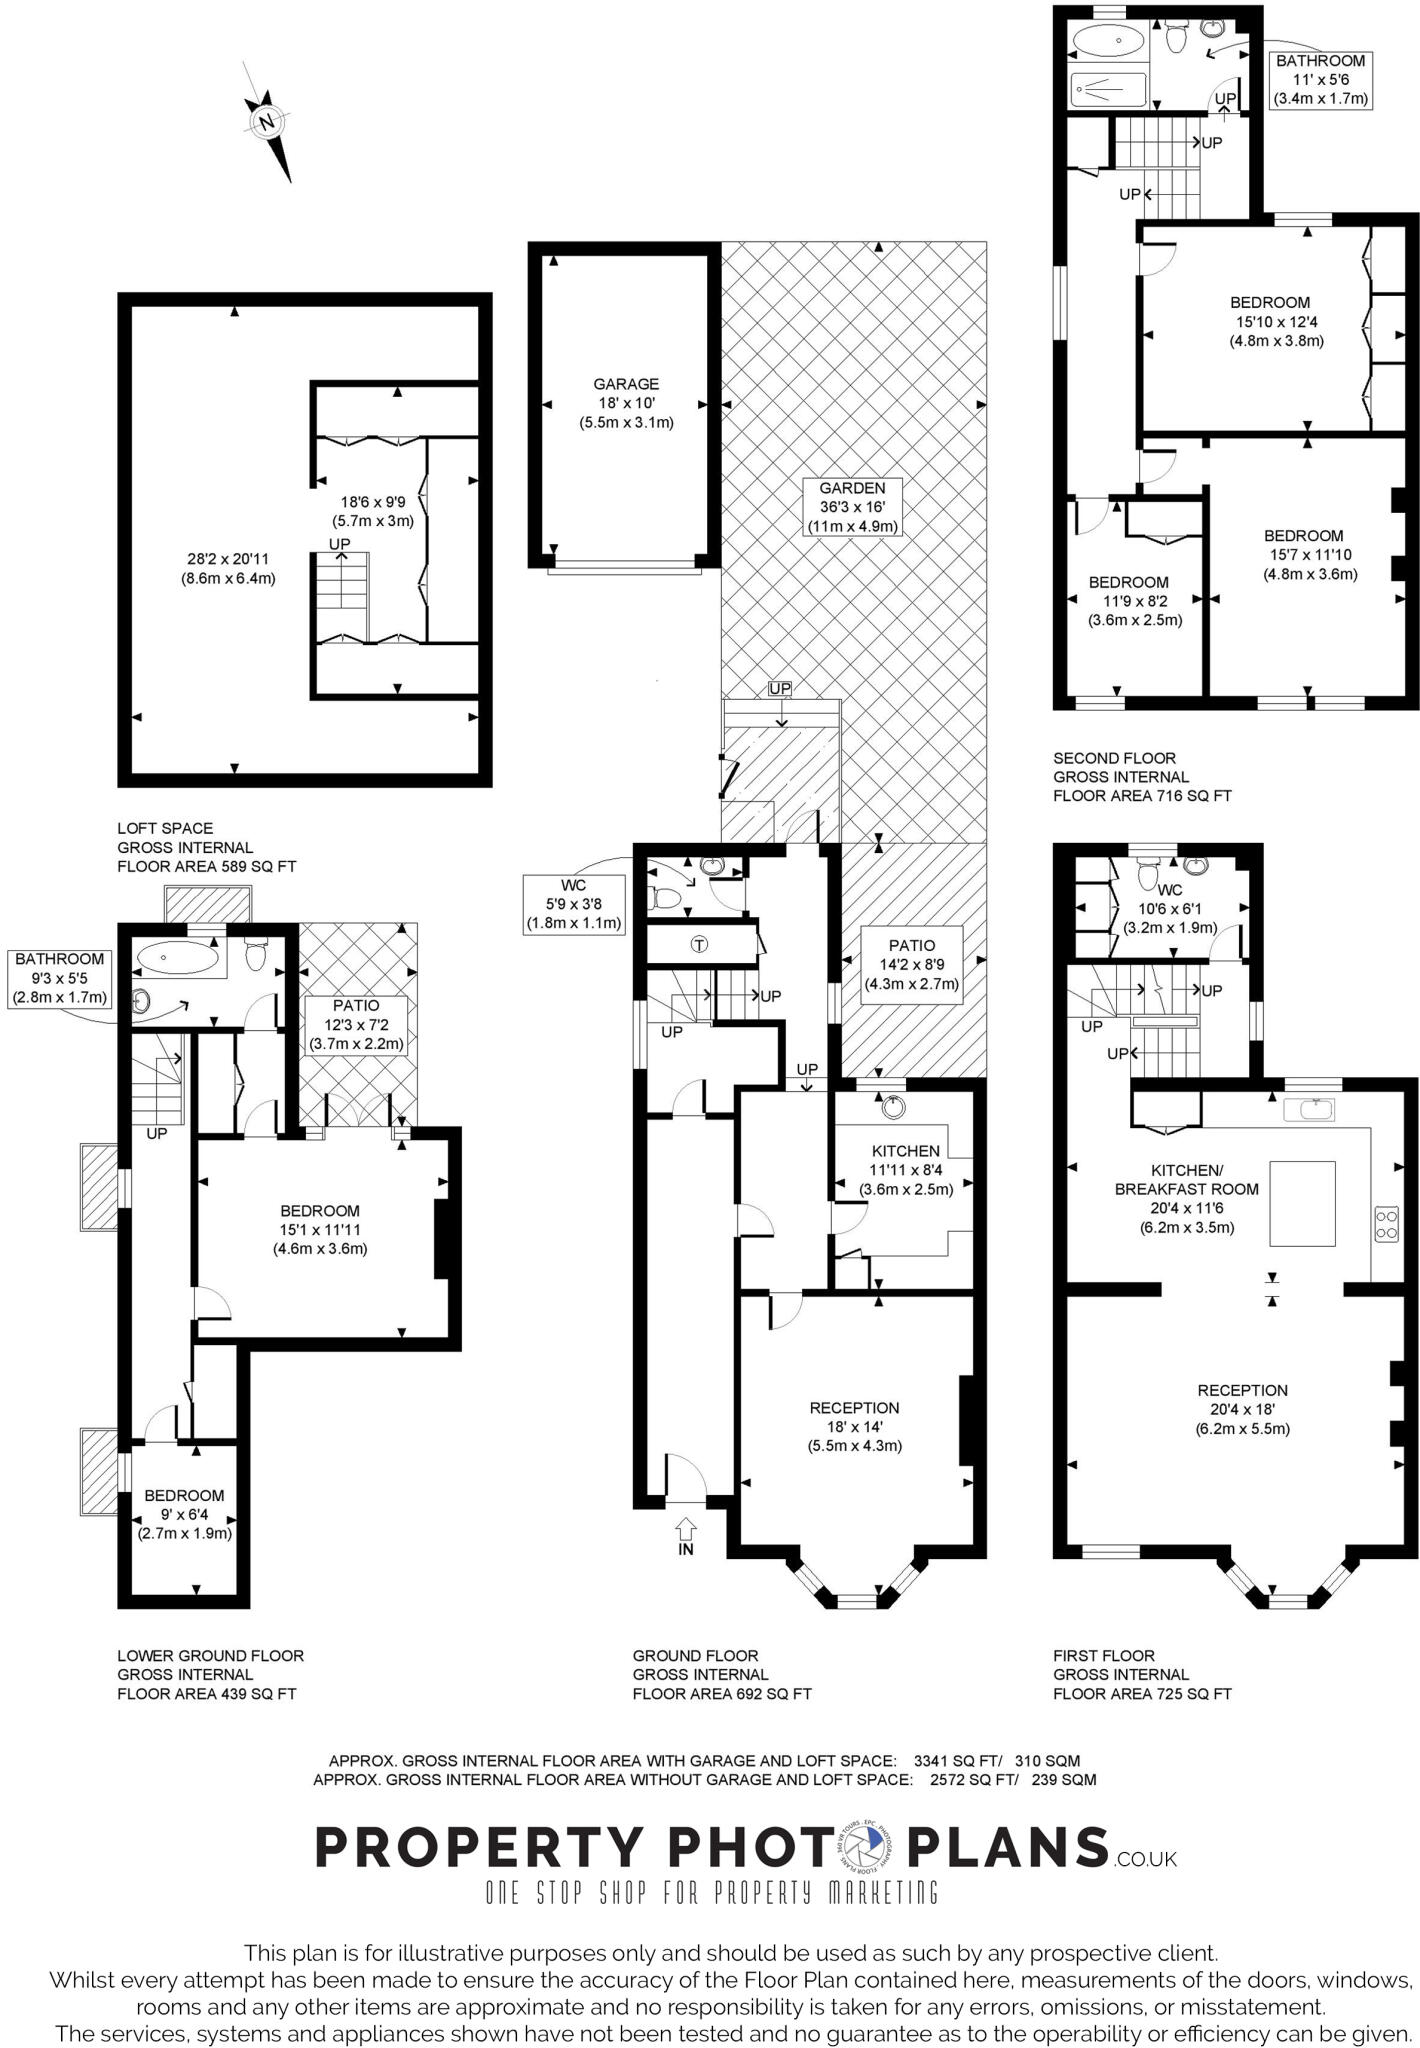 N
BATHROOM
11' x 5'6
(3.4m x 1.7m)
UP
UP
UP
BEDROOM
15'10 x 12'4
(4.8m x 3.8m)
BEDROOM
15'7 x 11'10
(4.8m x 3.6m)
BEDROOM
11'9 x 8'2
(3.6m x 2.5m)
SECOND FLOOR
GROSS INTERNAL
FLOOR AREA 716 SQ FT
GARAGE
18' x 10'
(5.5m x 3.1m)
GARDEN
36'3 x 16'
(11m x 4.9m)
UP
18'6 x 9'9
(5.7m x 3m)
UP
28'2 x 20'11
(8.6m x 6.4m)
LOFT SPACE
GROSS INTERNAL
FLOOR AREA 589 SQ FT
BATHROOM
9'3 x 5'5
(2.8m x 1.7m)
PATIO
12'3 x 7'2
(3.7m x 2.2m)
UP
BEDROOM
15'1 x 11'11
(4.6m x 3.6m)
BEDROOM
9' x 6'4
(2.7m x 1.9m)
LOWER GROUND FLOOR
GROSS INTERNAL
FLOOR AREA 439 SQ FT
WC
5'9 x 3'8
(1.8m x 1.1m)
T
PATIO
14'2 x 8'9
(4.3m x 2.7m)
UP
UP
UP
KITCHEN
11'11 x 8'4
(3.6m x 2.5m)
RECEPTION
18' x 14'
(5.5m x 4.3m)
IN
GROUND FLOOR
GROSS INTERNAL
FLOOR AREA 692 SQ FT
WC
10'6 x 6'1
(3.2m x 1.9m)
UP
UP
UP
KITCHEN/
BREAKFAST ROOM
20'4 x 11'6
(6.2m x 3.5m)
RECEPTION
20'4 x 18'
(6.2m x 5.5m)
FIRST FLOOR
GROSS INTERNAL
FLOOR AREA 725 SQ FT
APPROX. GROSS INTERNAL FLOOR AREA WITH GARAGE AND LOFT SPACE: 3341 SQ FT/ 310 SQM
APPROX. GROSS INTERNAL FLOOR AREA WITHOUT GARAGE AND LOFT SPACE: 2572 SQ FT/ 239 SQM
PROPERTY PHOTO PLANS.CO.UK
360 VR TOURS . EPC . PHOTOGRAPHY . FLOOR PLANS .
ONE STOP SHOP FOR PROPERTY MARKETING
This plan is for illustrative purposes only and should be used as such by any prospective client.
Whilst every attempt has been made to ensure the accuracy of the Floor Plan contained here, measurements of the doors, windows,
rooms and any other items are approximate and no responsibility is taken for any errors, omissions, or misstatement.
The services, systems and appliances shown have not been tested and no guarantee as to the operability or efficiency can be given.